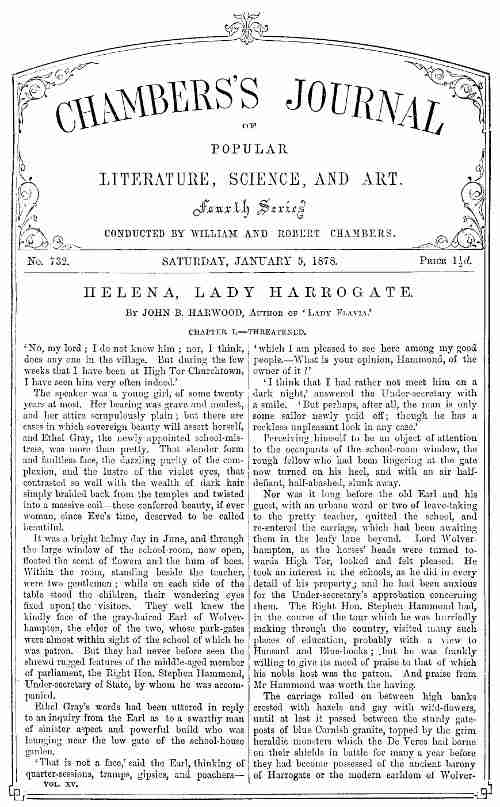 CHAMBERS'S JOURNAL
OF
POPULAR
LITERATURE, SCIENCE, AND ART.
Fourth Series
CONDUCTED BY WILLIAM AND ROBERT CHAMBERS.
No. 732.
SATURDAY, JANUARY 5, 1878.
PRICE 1½d.
HELENA, LADY HARROGATE.
BY JOHN B. HARWOOD, AUTHOR OF 'LADY FLAVIA.'
CHAPTER I.—THREATENED.
'No, my lord; I do not know him; nor, I think,
does any one in the village. But during the few
weeks that I have been at High Tor Churchtown,
I have seen him very often indeed.'
The speaker was a young girl, of some twenty
years at most. Her bearing was grave and modest,
and her attire scrupulously plain; but there are
cases in which sovereign beauty will assert herself,
and Ethel Gray, the newly appointed school-mis-
tress, was more than pretty. That slender form
and faultless face, the dazzling purity of the com-
plexion, and the lustre of the violet eyes, that
contrasted so well with the wealth of dark hair
simply braided back from the temples and twisted
into a massive coil—these conferred beauty, if ever
woman, since Eve's time, deserved to be called
beautiful.
It was a bright balmy day in June, and through
the large window of the school-room, now open,
floated the scent of flowers and the hum of bees.
Within the room, standing beside the teacher,
were two gentlemen; while on each side of the
table stood the children, their wondering eyes
fixed upon the visitors. They well knew the
kindly face of the gray-haired Earl of Wolver-
hampton, the elder of the two, whose park-gates
were almost within sight of the school of which he
was patron. But they had never before seen the
shrewd rugged features of the middle-aged member
of parliament, the Right Hon. Stephen Hammond,
Under-secretary of State, by whom he was accom-
panied.
Ethel Gray's words had been uttered in reply
to an inquiry from the Earl as to a swarthy man
of sinister aspect and powerful build who was
lounging near the low gate of the school-house
garden.
'That is not a face,' said the Earl, thinking of
quarter-sessions, tramps, gipsies, and poachers—
VOL. XV.
'which I am pleased to see here among my good
people.—What is your opinion, Hammond, of the
owner of it?'
'I think that I had rather not meet him on a
dark night,' answered the Under-secretary with
a smile. 'But perhaps, after all, the man is only
some sailor newly paid off; though he has a
reckless unpleasant look in any case.'
Perceiving himself to be an object of attention
to the occupants of the school-room window, the
rough fellow who had been lingering at the gate
now turned on his heel, and with an air half-
defiant, half-abashed, slunk away.
Nor was it long before the old Earl and his
guest, with an urbane word or two of leave-taking
to the pretty teacher, quitted the school, and
re-entered the carriage, which had been awaiting
them in the leafy lane beyond. Lord Wolver-
hampton, as the horses' heads were turned to-
wards High Tor, looked and felt pleased. He
took an interest in the schools, as he did in every
detail of his property; and he had been anxious
for the Under-secretary's approbation concerning
them. The Right Hon. Stephen Hammond had,
in the course of the tour which he was hurriedly
making through the country, visited many such
places of education, probably with a view to
Hansard and Blue-books; but he was frankly
willing to give its meed of praise to that of which
his noble host was the patron. And praise from
Mr Hammond was worth the having.
The carriage rolled on between high banks
crested with hazels and gay with wild-flowers,
until at last it passed between the sturdy gate-
posts of blue Cornish granite, topped by the grim
heraldic monsters which the De Veres had borne
on their shields in battle for many a year before
they had become possessed of the ancient barony
of Harrogate or the modern earldom of Wolver-